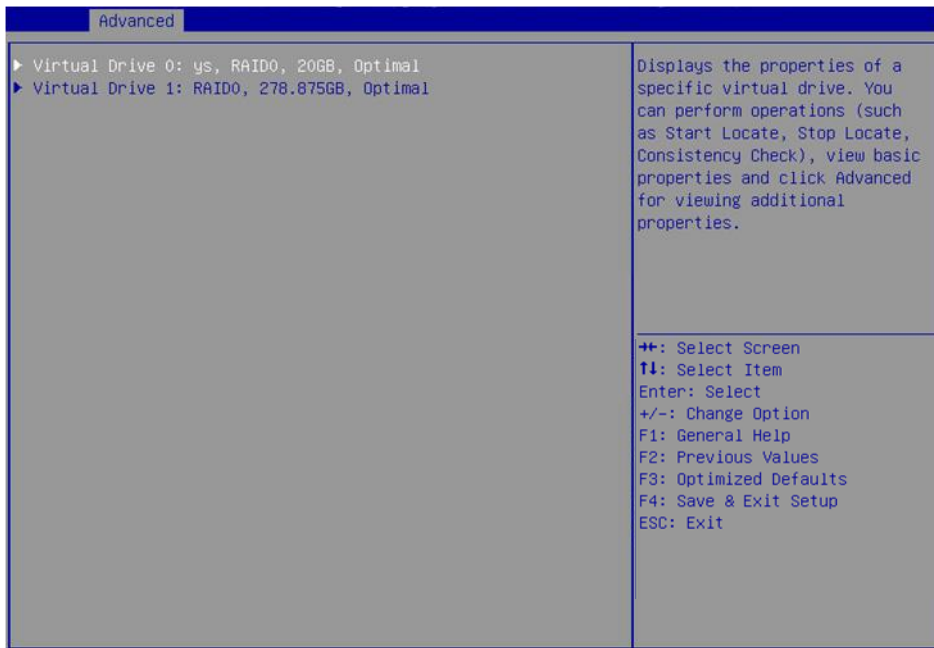 Advanced
Virtual Drive 0: ys, RAID0, 20GB, Optimal
Virtual Drive 1: RAID0, 278.875GB, Optimal
Displays the properties of a
specific virtual drive. You
can perform operations (such
as Start Locate, Stop Locate,
Consistency Check), view basic
properties and click Advanced
for viewing additional
properties.
→←: Select Screen
↑↓: Select Item
Enter: Select
+/-: Change Option
F1: General Help
F2: Previous Values
F3: Optimized Defaults
F4: Save & Exit Setup
ESC: Exit